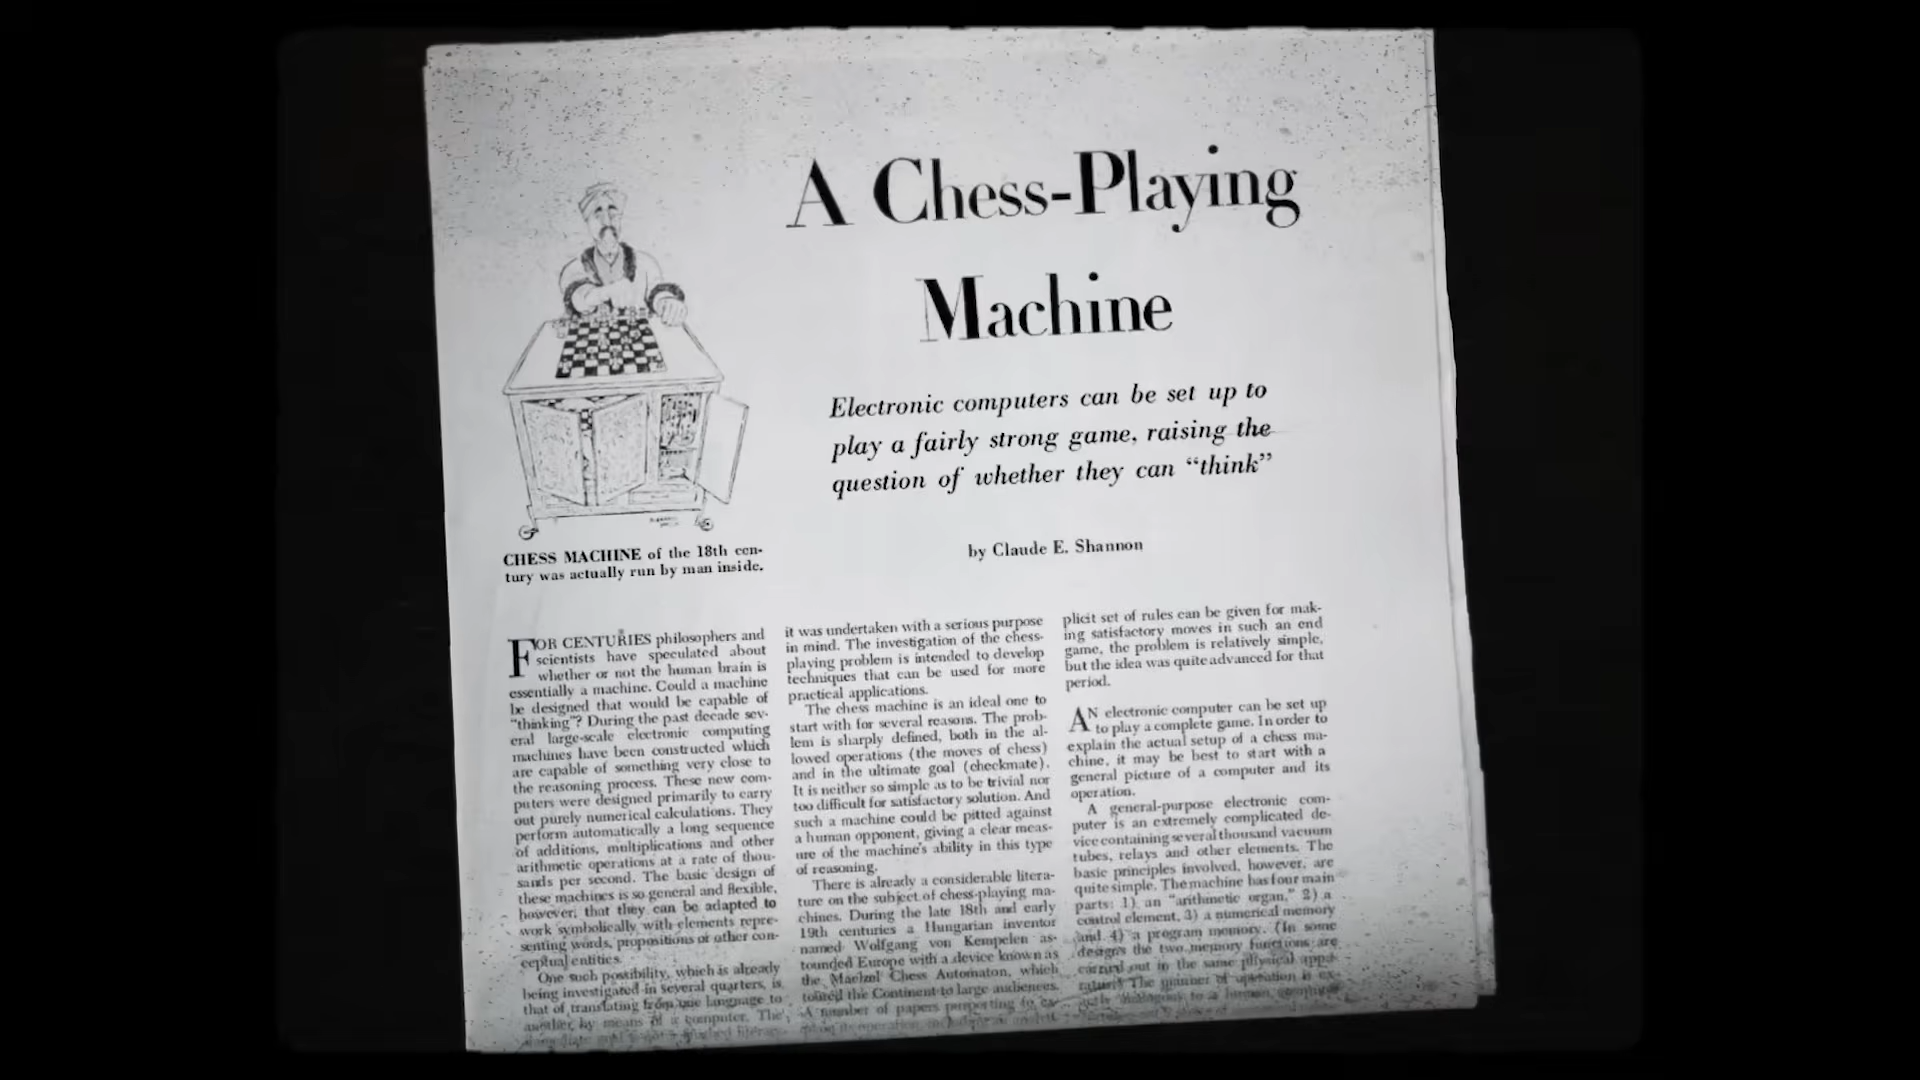 A Chess-Playing
Machine
Electronic computers can be set up to
play a fairly strong game, raising the
question of whether they can “think”
by Claude E. Shannon
CHESS MACHINE of the 18th cen-
tury was actually run by man inside.
FOR CENTURIES philosophers and
scientists have speculated about
whether or not the human brain is
essentially a machine. Could a machine
be designed that would be capable of
“thinking”? During the past decade sev-
eral large-scale electronic computing
machines have been constructed which
are capable of something very close to
the reasoning process. These new com-
puters were designed primarily to carry
out purely numerical calculations. They
perform automatically a long sequence
of additions, multiplications and other
arithmetic operations at a rate of thou-
sands per second. The basic design of
these machines is so general and flexible,
however, that they can be adapted to
work symbolically with elements repre-
senting words, propositions or other con-
ceptual entities.
One such possibility, which is already
being investigated in several quarters, is
that of translating from one language to
another by means of a computer. The
it was undertaken with a serious purpose
in mind. The investigation of the chess-
playing problem is intended to develop
techniques that can be used for more
practical applications.
The chess machine is an ideal one to
start with for several reasons. The prob-
lem is sharply defined, both in the al-
lowed operations (the moves of chess)
and in the ultimate goal (checkmate).
It is neither so simple as to be trivial nor
too difficult for satisfactory solution. And
such a machine could be pitted against
a human opponent, giving a clear meas-
ure of the machine's ability in this type
of reasoning.
There is already a considerable litera-
ture on the subject of chess-playing ma-
chines. During the late 18th and early
19th centuries a Hungarian inventor
named Wolfgang von Kempelen as-
tounded Europe with a device known as
the Maelzel Chess Automaton, which
toured the Continent to large audiences.
A number of papers purporting to ex-
plicit set of rules can be given for mak-
ing satisfactory moves in such an end
game, the problem is relatively simple,
but the idea was quite advanced for that
period.
AN electronic computer can be set up
to play a complete game. In order to
explain the actual setup of a chess ma-
chine, it may be best to start with a
general picture of a computer and its
operation.
A general-purpose electronic com-
puter is an extremely complicated de-
vice containing several thousand vacuum
tubes, relays and other elements. The
basic principles involved, however, are
quite simple. The machine has four main
parts: 1) an “arithmetic organ,” 2) a
control element, 3) a numerical memory
and 4) a program memory. (In some
designs the two memory functions are
carried out in the same physical appa-
ratus.) The manner of operation is ex-